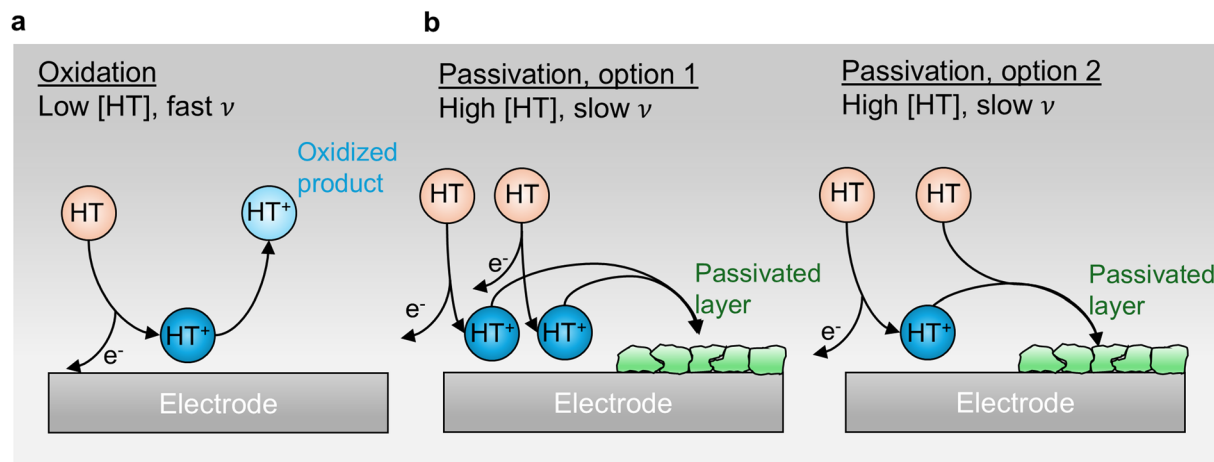 a
Oxidation
Low [HT], fast ν
Oxidized
product
HT
HT⁺
HT⁺
e⁻
Electrode
b
Passivation, option 1
High [HT], slow ν
HT
HT
e⁻
e⁻
HT⁺
HT⁺
Passivated
layer
Electrode
Passivation, option 2
High [HT], slow ν
HT
HT
Passivated
layer
e⁻
HT⁺
Electrode